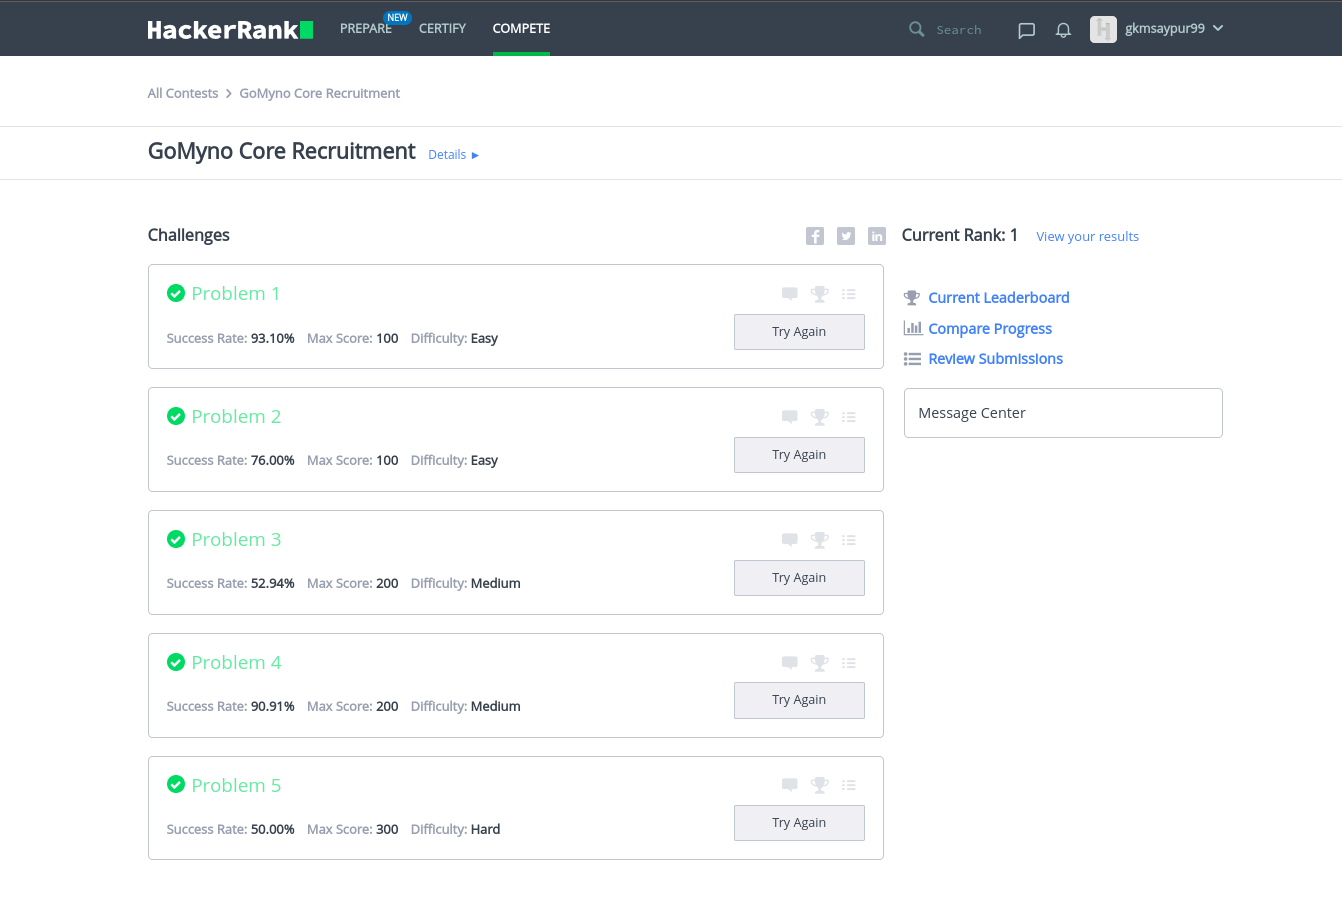 HackerRank PREPARE NEW CERTIFY COMPETE Search gkmsaypur99
All Contests GoMyno Core Recruitment
GoMyno Core Recruitment Details ►
Challenges
Current Rank: 1 View your results
Problem 1
Success Rate: 93.10% Max Score: 100 Difficulty: Easy
Try Again
Problem 2
Success Rate: 76.00% Max Score: 100 Difficulty: Easy
Try Again
Problem 3
Success Rate: 52.94% Max Score: 200 Difficulty: Medium
Try Again
Problem 4
Success Rate: 90.91% Max Score: 200 Difficulty: Medium
Try Again
Problem 5
Success Rate: 50.00% Max Score: 300 Difficulty: Hard
Try Again
Current Leaderboard
Compare Progress
Review Submissions
Message Center